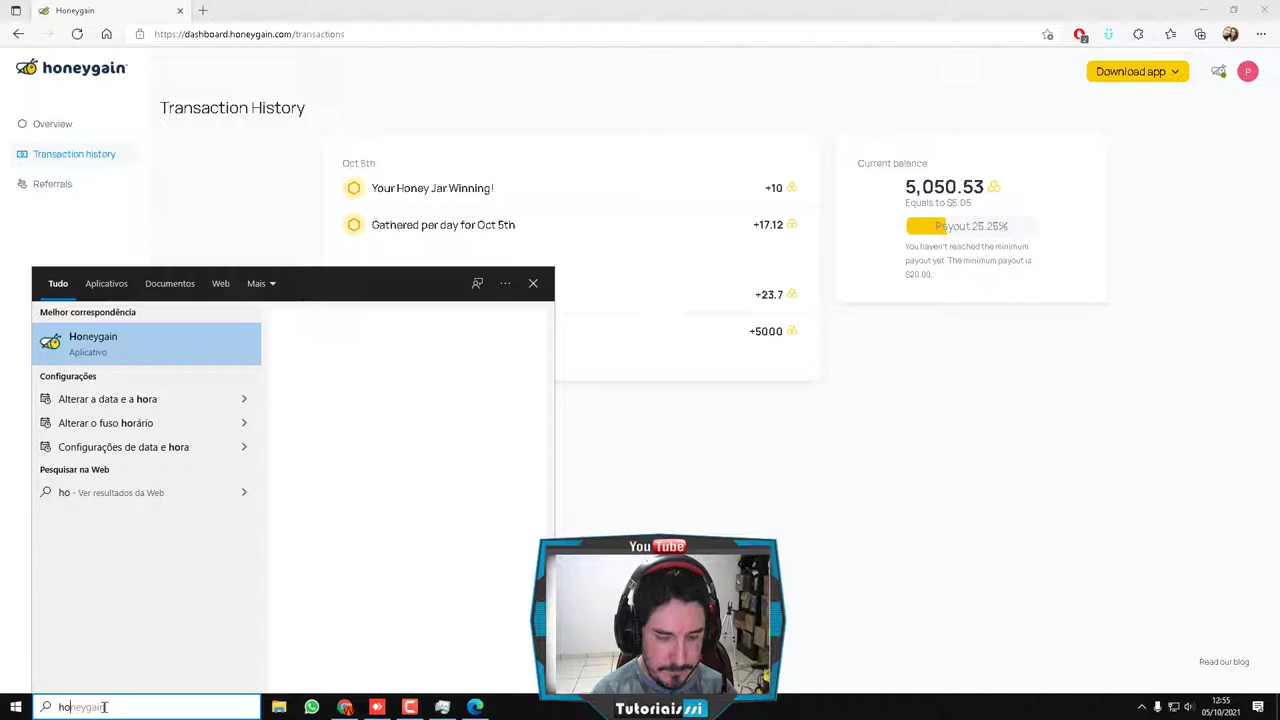 Honeygain
https://dashboard.honeygain.com/transactions
honeygain
Download app
P
Transaction History
Overview
Transaction history
Referrals
Oct 5th
Your Honey Jar Winning!
+10
Gathered per day for Oct 5th
+17.12
+23.7
+5000
Current balance
5,050.53
Equals to $5.05
Payout 25.25%
You haven't reached the minimum
payout yet. The minimum payout is
$20.00.
Tudo
Aplicativos
Documentos
Web
Mais
Melhor correspondência
Honeygain
Aplicativo
Configurações
Alterar a data e a hora
Alterar o fuso horário
Configurações de data e hora
Pesquisar na Web
ho - Ver resultados da Web
You Tube
Tutoriaisssi
Read our blog
honeygain
12:55
05/10/2021